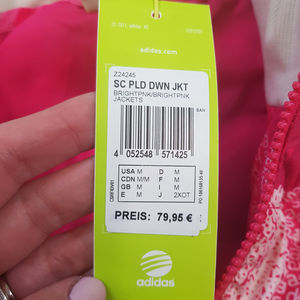 adidas.com
Z24245
SC PLD DWN JKT
BRIGHTPNK/BRIGHTPNK
JACKETS
BAN
4 052548 571425
USA M D M
CDN M/M F M
GB M I M
E M J 2XOT
PREIS: 79,95 €
adidas